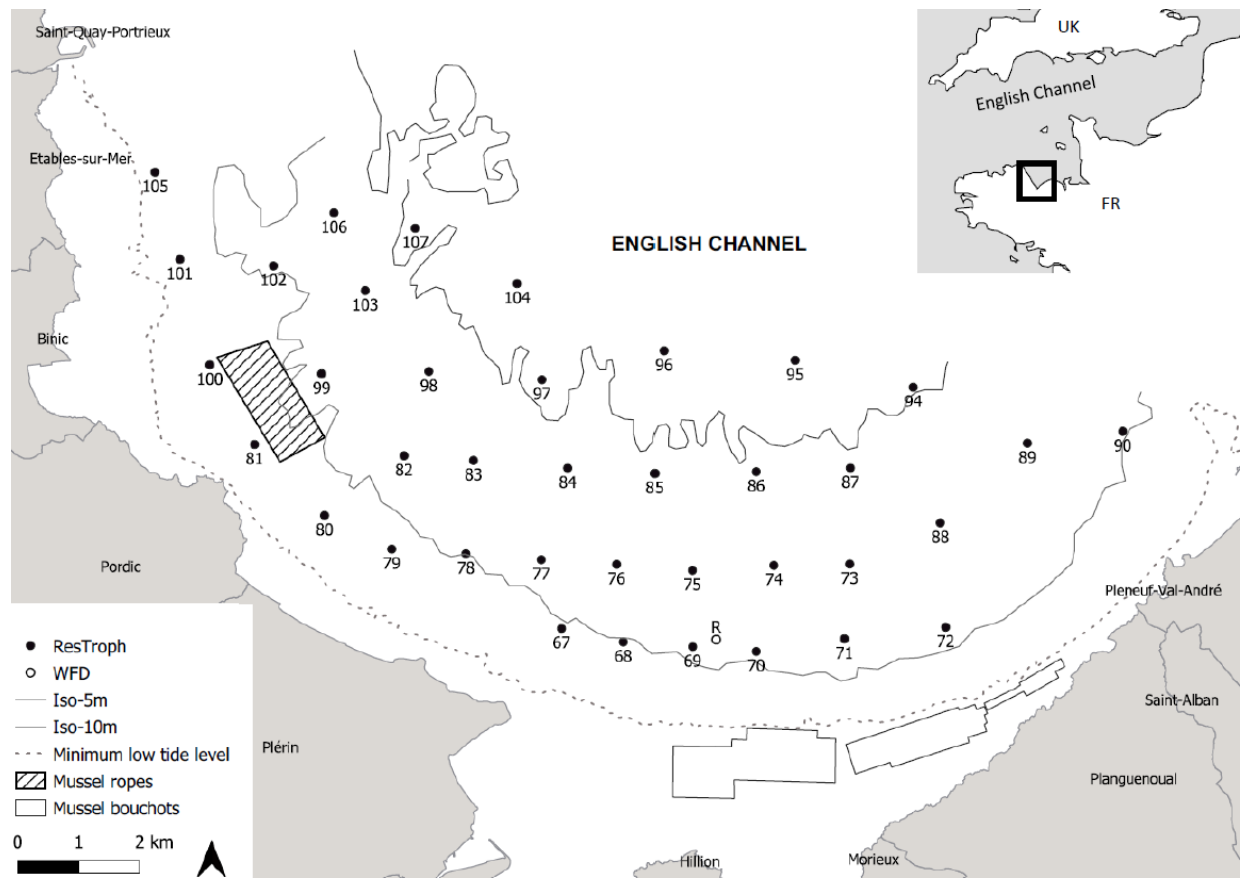 Saint-Quay-Portrieux
UK
English Channel
FR
Etables-sur-Mer
105
106
107
ENGLISH CHANNEL
101
102
103
104
Binic
100
99
98
97
96
95
94
81
82
83
84
85
86
87
89
90
80
79
78
77
76
75
74
73
88
Pordic
Pleneuf-Val-André
67
68
69
R
70
71
72
ResTroph
WFD
Iso-5m
Iso-10m
Minimum low tide level
Mussel ropes
Mussel bouchots
0 1 2 km
Plérin
Saint-Alban
Planguenoual
Hillion
Morieux